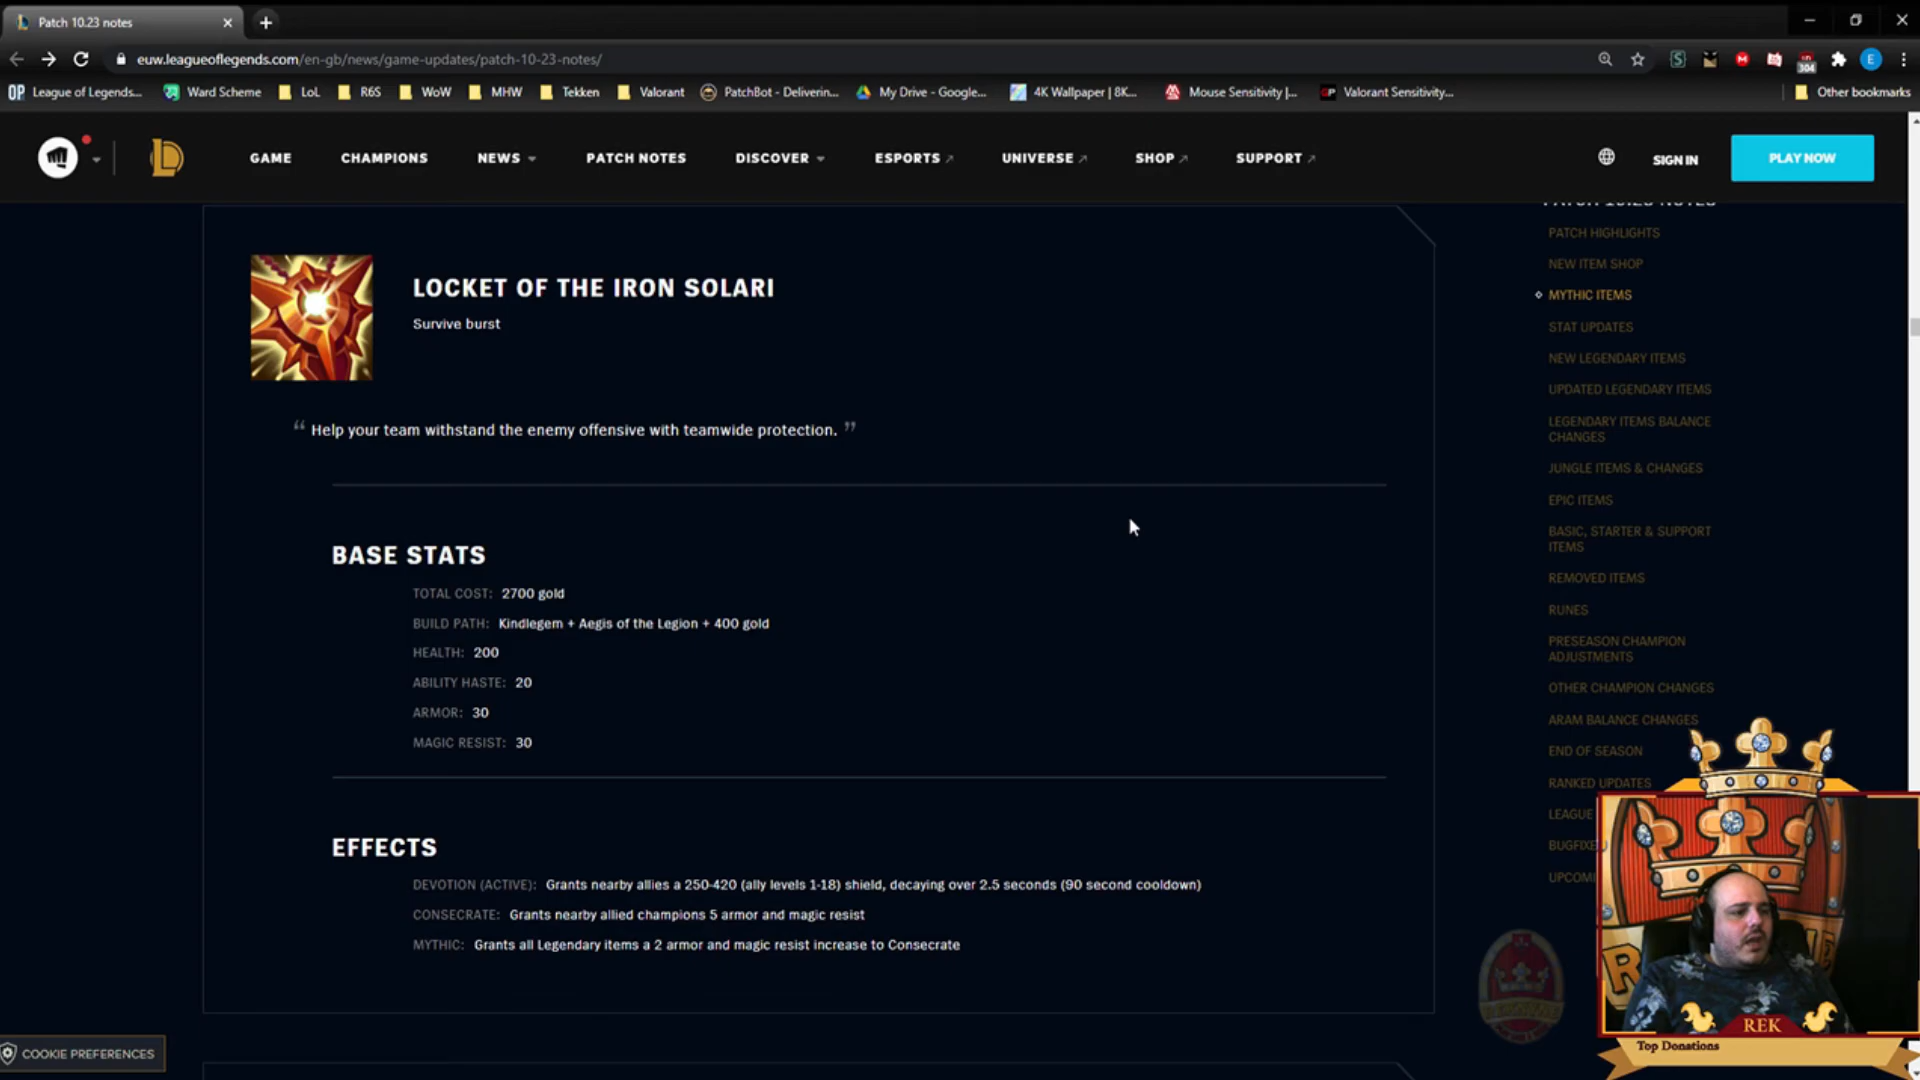 Patch 10.23 notes
euw.leagueoflegends.com/en-gb/news/game-updates/patch-10-23-notes/
304
E
OP League of Legends... Ward Scheme LoL R6S WoW MHW Tekken Valorant PatchBot - Deliverin... My Drive - Google... 4K Wallpaper | 8K... Mouse Sensitivity |... GP Valorant Sensitivity... Other bookmarks
GAME CHAMPIONS NEWS PATCH NOTES DISCOVER ESPORTS UNIVERSE SHOP SUPPORT SIGN IN PLAY NOW
LOCKET OF THE IRON SOLARI
Survive burst
“ Help your team withstand the enemy offensive with teamwide protection. ”
BASE STATS
TOTAL COST: 2700 gold
BUILD PATH: Kindlegem + Aegis of the Legion + 400 gold
HEALTH: 200
ABILITY HASTE: 20
ARMOR: 30
MAGIC RESIST: 30
EFFECTS
DEVOTION (ACTIVE): Grants nearby allies a 250-420 (ally levels 1-18) shield, decaying over 2.5 seconds (90 second cooldown)
CONSECRATE: Grants nearby allied champions 5 armor and magic resist
MYTHIC: Grants all Legendary items a 2 armor and magic resist increase to Consecrate
PATCH 10.23 NOTES
PATCH HIGHLIGHTS
NEW ITEM SHOP
MYTHIC ITEMS
STAT UPDATES
NEW LEGENDARY ITEMS
UPDATED LEGENDARY ITEMS
LEGENDARY ITEMS BALANCE
CHANGES
JUNGLE ITEMS & CHANGES
EPIC ITEMS
BASIC, STARTER & SUPPORT
ITEMS
REMOVED ITEMS
RUNES
PRESEASON CHAMPION
ADJUSTMENTS
OTHER CHAMPION CHANGES
ARAM BALANCE CHANGES
END OF SEASON
RANKED UPDATES
LEAGUE
BUGFIXE
UPCOMI
REK
Top Donations
COOKIE PREFERENCES